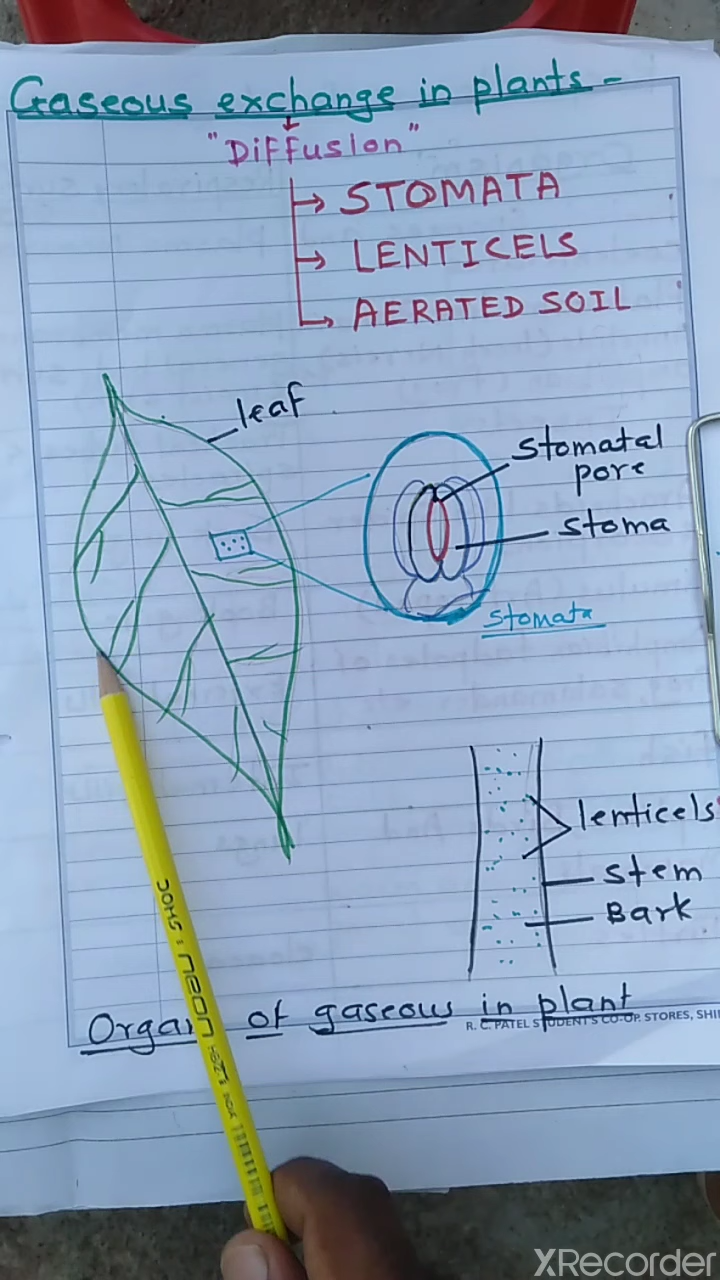 Gaseous exchange in plants -
"Diffusion"
→ STOMATA
→ LENTICELS
→ AERATED SOIL
leaf
stomatal
pore
stoma
Stomata
lenticels
stem
Bark
of gaseous in plant
R. C. PATEL STUDENT'S CO-OP. STORES, SHI
DOMS : neon
XRecorder